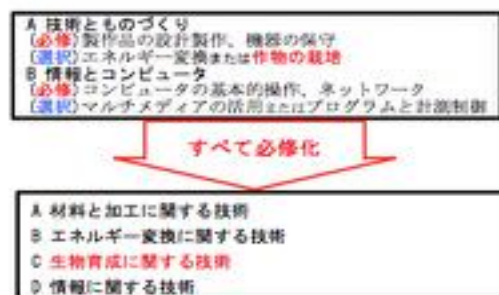 A 技術とものづくり
(必修)製作品の設計製作、機器の保守
(選択)エネルギー変換または作物の栽培
B 情報とコンピュータ
(必修)コンピュータの基本的操作、ネットワーク
(選択)マルチメディアの活用またはプログラムと計測制御
すべて必修化
A 材料と加工に関する技術
B エネルギー変換に関する技術
C 生物育成に関する技術
D 情報に関する技術